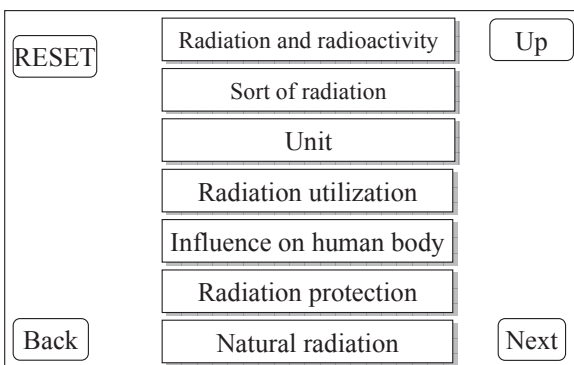 RESET
Radiation and radioactivity
Up
Sort of radiation
Unit
Radiation utilization
Influence on human body
Radiation protection
Back
Natural radiation
Next